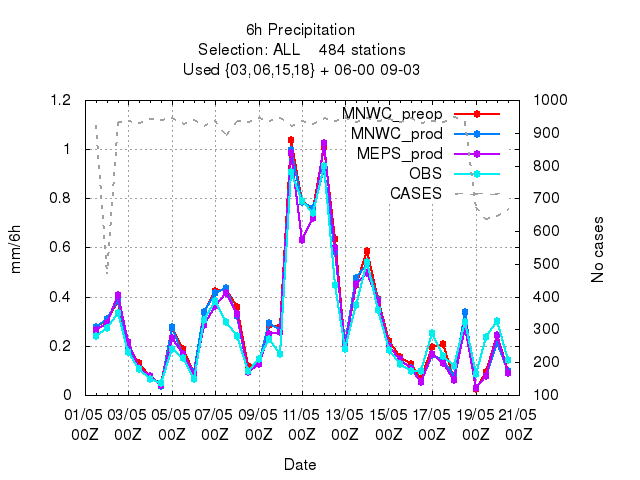 6h Precipitation
Selection: ALL    484 stations
Used {03,06,15,18} + 06-00 09-03
MNWC_preop
MNWC_prod
MEPS_prod
OBS
CASES
mm/6h
1.2
1
0.8
0.6
0.4
0.2
0
No cases
1000
900
800
700
600
500
400
300
200
100
01/05 03/05 05/05 07/05 09/05 11/05 13/05 15/05 17/05 19/05 21/05
00Z 00Z 00Z 00Z 00Z 00Z 00Z 00Z 00Z 00Z 00Z
Date